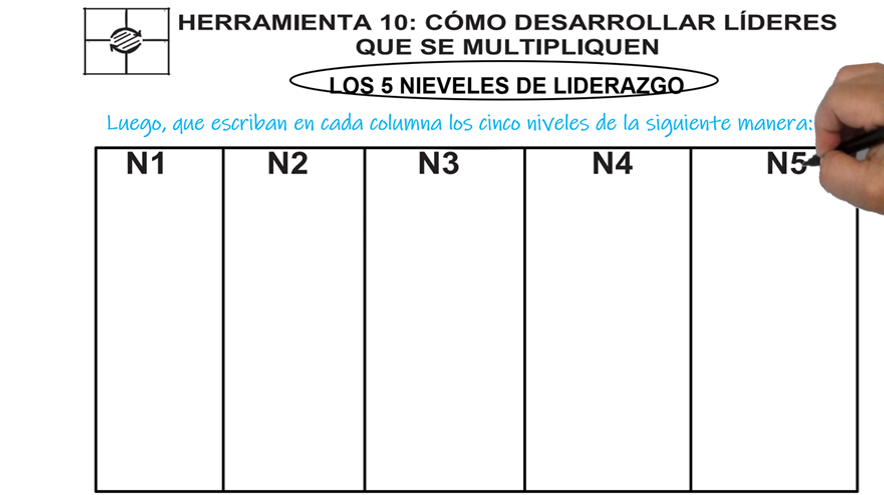 HERRAMIENTA 10: CÓMO DESARROLLAR LÍDERES
QUE SE MULTIPLIQUEN
LOS 5 NIEVELES DE LIDERAZGO
Luego, que escriban en cada columna los cinco niveles de la siguiente manera:
N1 N2 N3 N4 N5